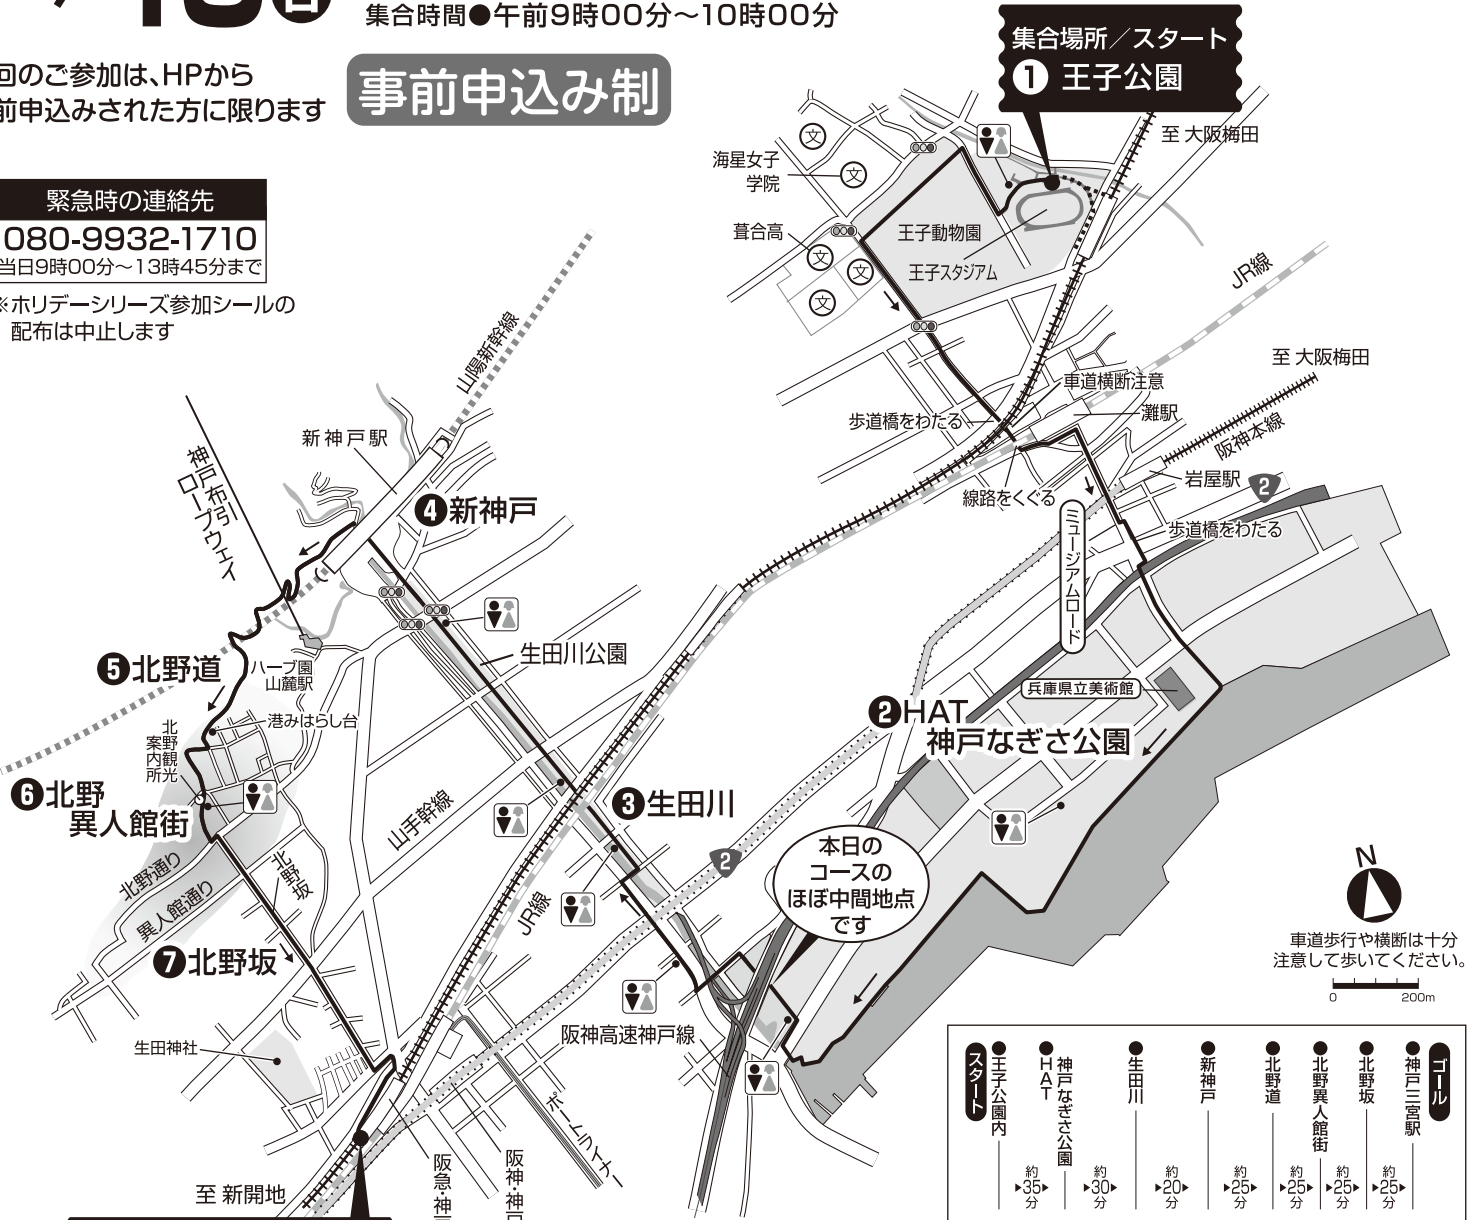 集合時間●午前9時00分～10時00分
回のご参加は、HPから
前申込みされた方に限ります
事前申込み制
集合場所／スタート
❶ 王子公園
緊急時の連絡先
080-9932-1710
当日9時00分～13時45分まで
※ホリデーシリーズ参加シールの
配布は中止します
至 大阪梅田
海星女子
学院
文
文
葺合高
文
文
文
王子動物園
王子スタジアム
JR線
至 大阪梅田
車道横断注意
歩道橋をわたる
灘駅
阪神本線
線路をくぐる
岩屋駅
2
歩道橋をわたる
ミュージアムロード
兵庫県立美術館
❷HAT
神戸なぎさ公園
山陽新幹線
新神戸駅
神戸布引
ロープウェイ
❹新神戸
生田川公園
❺北野道
ハーブ園
山麓駅
港みはらし台
北野観光
案内所
❻北野
異人館街
山手幹線
❸生田川
2
本日の
コースの
ほぼ中間地点
です
北野通り
異人館通り
北野坂
❼北野坂
JR線
阪神高速神戸線
生田神社
ポートライナー
至 新開地
阪急・神戸
阪神・神戸
N
車道歩行や横断は十分
注意して歩いてください。
0 200m
スタート
王子公園内
約35分
HAT
神戸なぎさ公園
約30分
生田川
約20分
新神戸
約25分
北野道
約25分
北野異人館街
約25分
北野坂
約25分
神戸三宮駅
ゴール